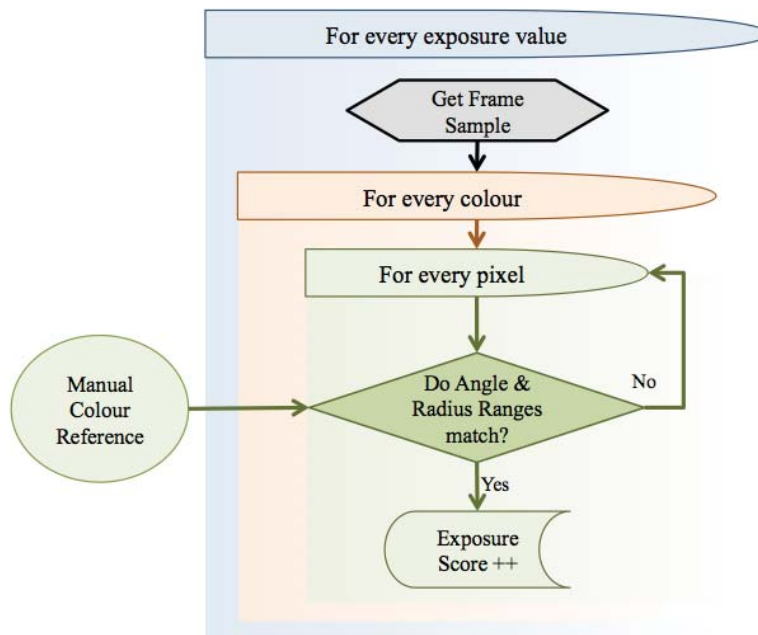 For every exposure value
Get Frame
Sample
For every colour
For every pixel
Manual
Colour
Reference
Do Angle &
Radius Ranges
match?
No
Yes
Exposure
Score ++